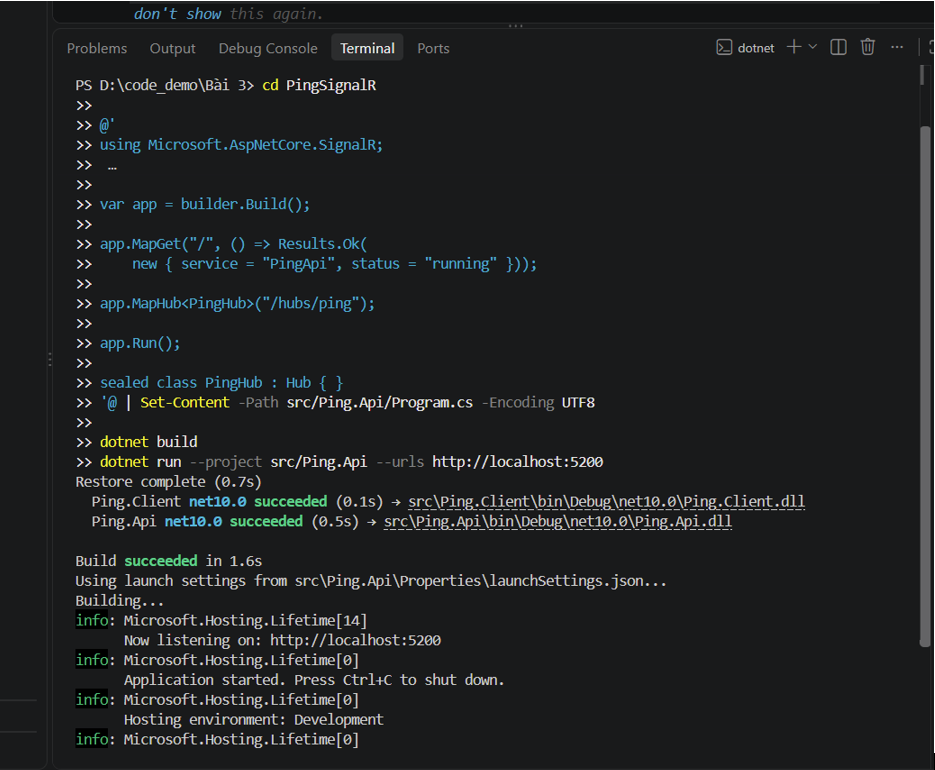 don't show this again.
Problems Output Debug Console Terminal Ports dotnet
PS D:\code_demo\Bài 3> cd PingSignalR
>>
>> @'
>> using Microsoft.AspNetCore.SignalR;
>>  …
>>
>> var app = builder.Build();
>>
>> app.MapGet("/", () => Results.Ok(
>>     new { service = "PingApi", status = "running" }));
>>
>> app.MapHub<PingHub>("/hubs/ping");
>>
>> app.Run();
>>
>> sealed class PingHub : Hub { }
>> '@ | Set-Content -Path src/Ping.Api/Program.cs -Encoding UTF8
>>
>> dotnet build
>> dotnet run --project src/Ping.Api --urls http://localhost:5200
Restore complete (0.7s)
  Ping.Client net10.0 succeeded (0.1s) → src\Ping.Client\bin\Debug\net10.0\Ping.Client.dll
  Ping.Api net10.0 succeeded (0.5s) → src\Ping.Api\bin\Debug\net10.0\Ping.Api.dll

Build succeeded in 1.6s
Using launch settings from src\Ping.Api\Properties\launchSettings.json...
Building...
info: Microsoft.Hosting.Lifetime[14]
      Now listening on: http://localhost:5200
info: Microsoft.Hosting.Lifetime[0]
      Application started. Press Ctrl+C to shut down.
info: Microsoft.Hosting.Lifetime[0]
      Hosting environment: Development
info: Microsoft.Hosting.Lifetime[0]